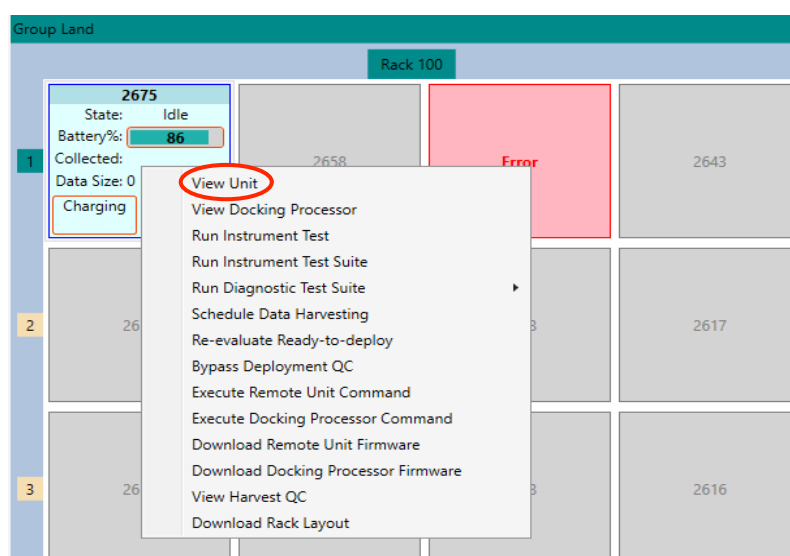 Group Land
Rack 100
2675
State: Idle
Battery%: 86
Collected:
Data Size: 0
Charging
1
2658
Error
2643
View Unit
View Docking Processor
Run Instrument Test
Run Instrument Test Suite
Run Diagnostic Test Suite
Schedule Data Harvesting
Re-evaluate Ready-to-deploy
Bypass Deployment QC
Execute Remote Unit Command
Execute Docking Processor Command
Download Remote Unit Firmware
Download Docking Processor Firmware
View Harvest QC
Download Rack Layout
2
2617
3
2616